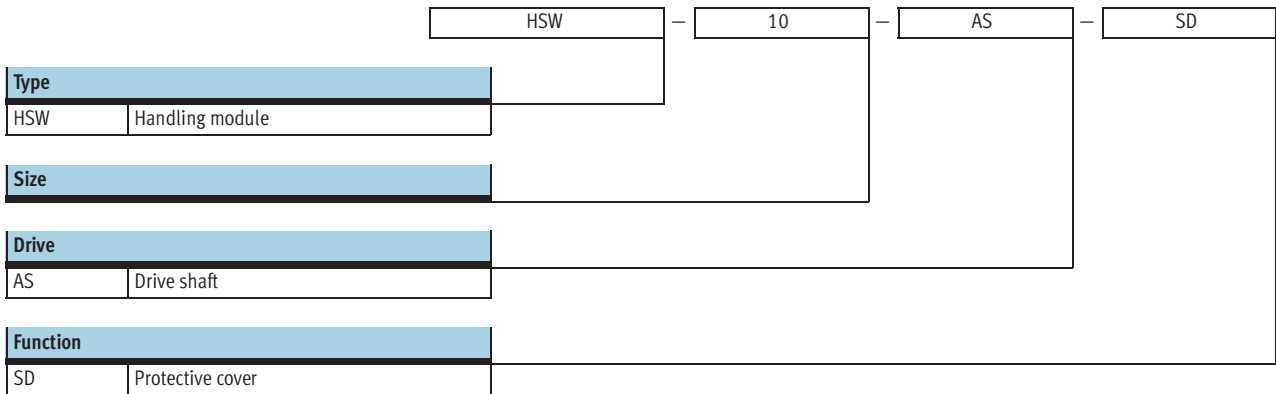 HSW — 10 — AS — SD
Type
HSW Handling module
Size
Drive
AS Drive shaft
Function
SD Protective cover